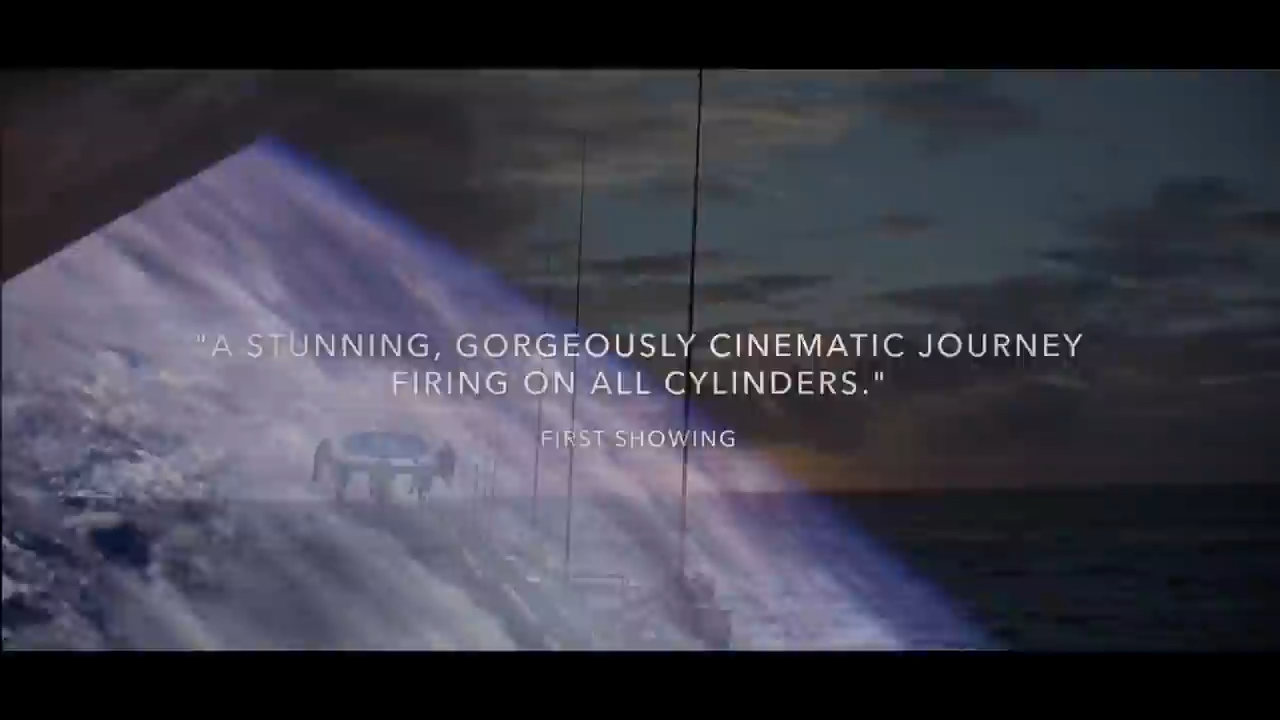 "A STUNNING, GORGEOUSLY CINEMATIC JOURNEY
FIRING ON ALL CYLINDERS."
FIRST SHOWING